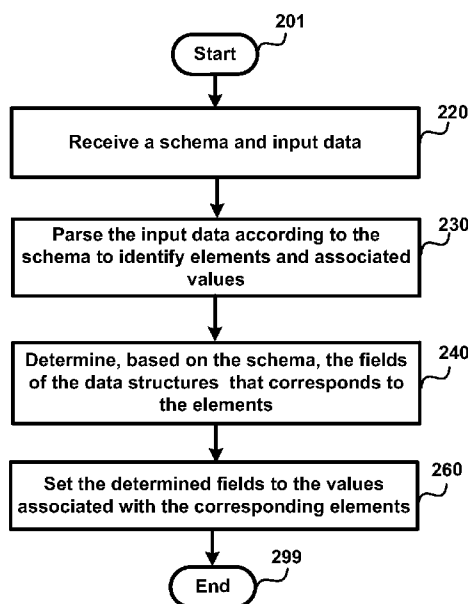 201
Start
220
Receive a schema and input data
230
Parse the input data according to the
schema to identify elements and associated
values
240
Determine, based on the schema, the fields
of the data structures that corresponds to
the elements
260
Set the determined fields to the values
associated with the corresponding elements
299
End